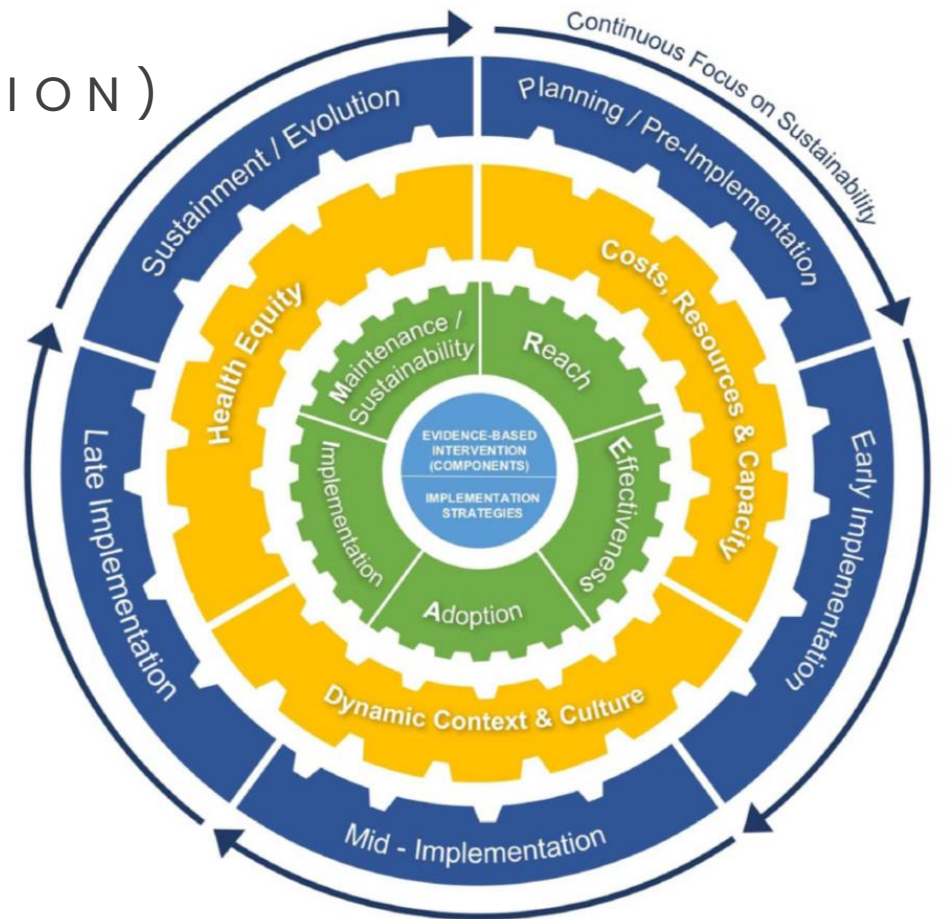 ION)
Continuous Focus on Sustainability
Planning / Pre-Implementation
Early Implementation
Mid - Implementation
Late Implementation
Sustainment / Evolution
Costs, Resources & Capacity
Dynamic Context & Culture
Health Equity
Reach
Effectiveness
Adoption
Implementation
Maintenance /
Sustainability
EVIDENCE-BASED
INTERVENTION
(COMPONENTS)
IMPLEMENTATION
STRATEGIES